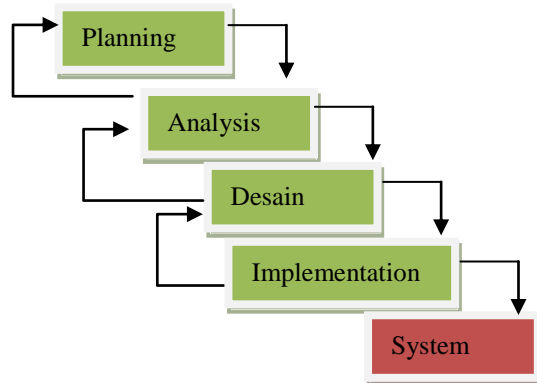 Planning
Analysis
Desain
Implementation
System